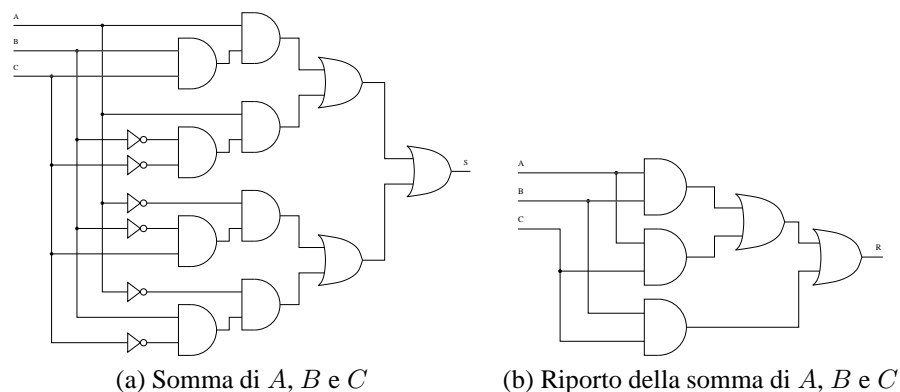 A
B
C
S
A
B
C
R
(a) Somma di A, B e C
(b) Riporto della somma di A, B e C